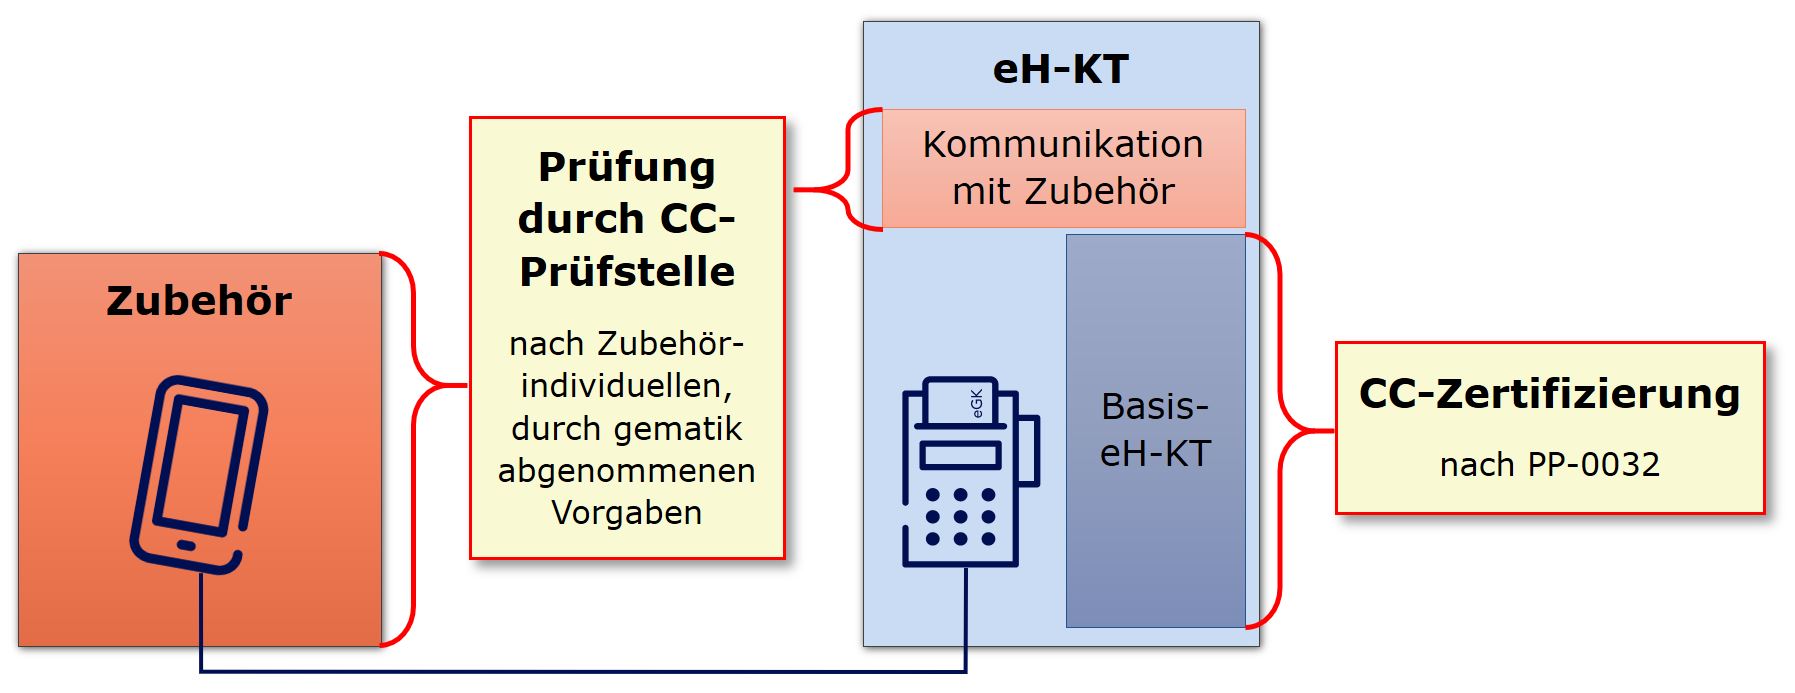 Zubehör
Prüfung
durch CC–
Prüfstelle
nach Zubehör-
individuellen,
durch gematik
abgenommenen
Vorgaben
eH–KT
Kommunikation
mit Zubehör
eGK
Basis-
eH-KT
CC–Zertifizierung
nach PP-0032